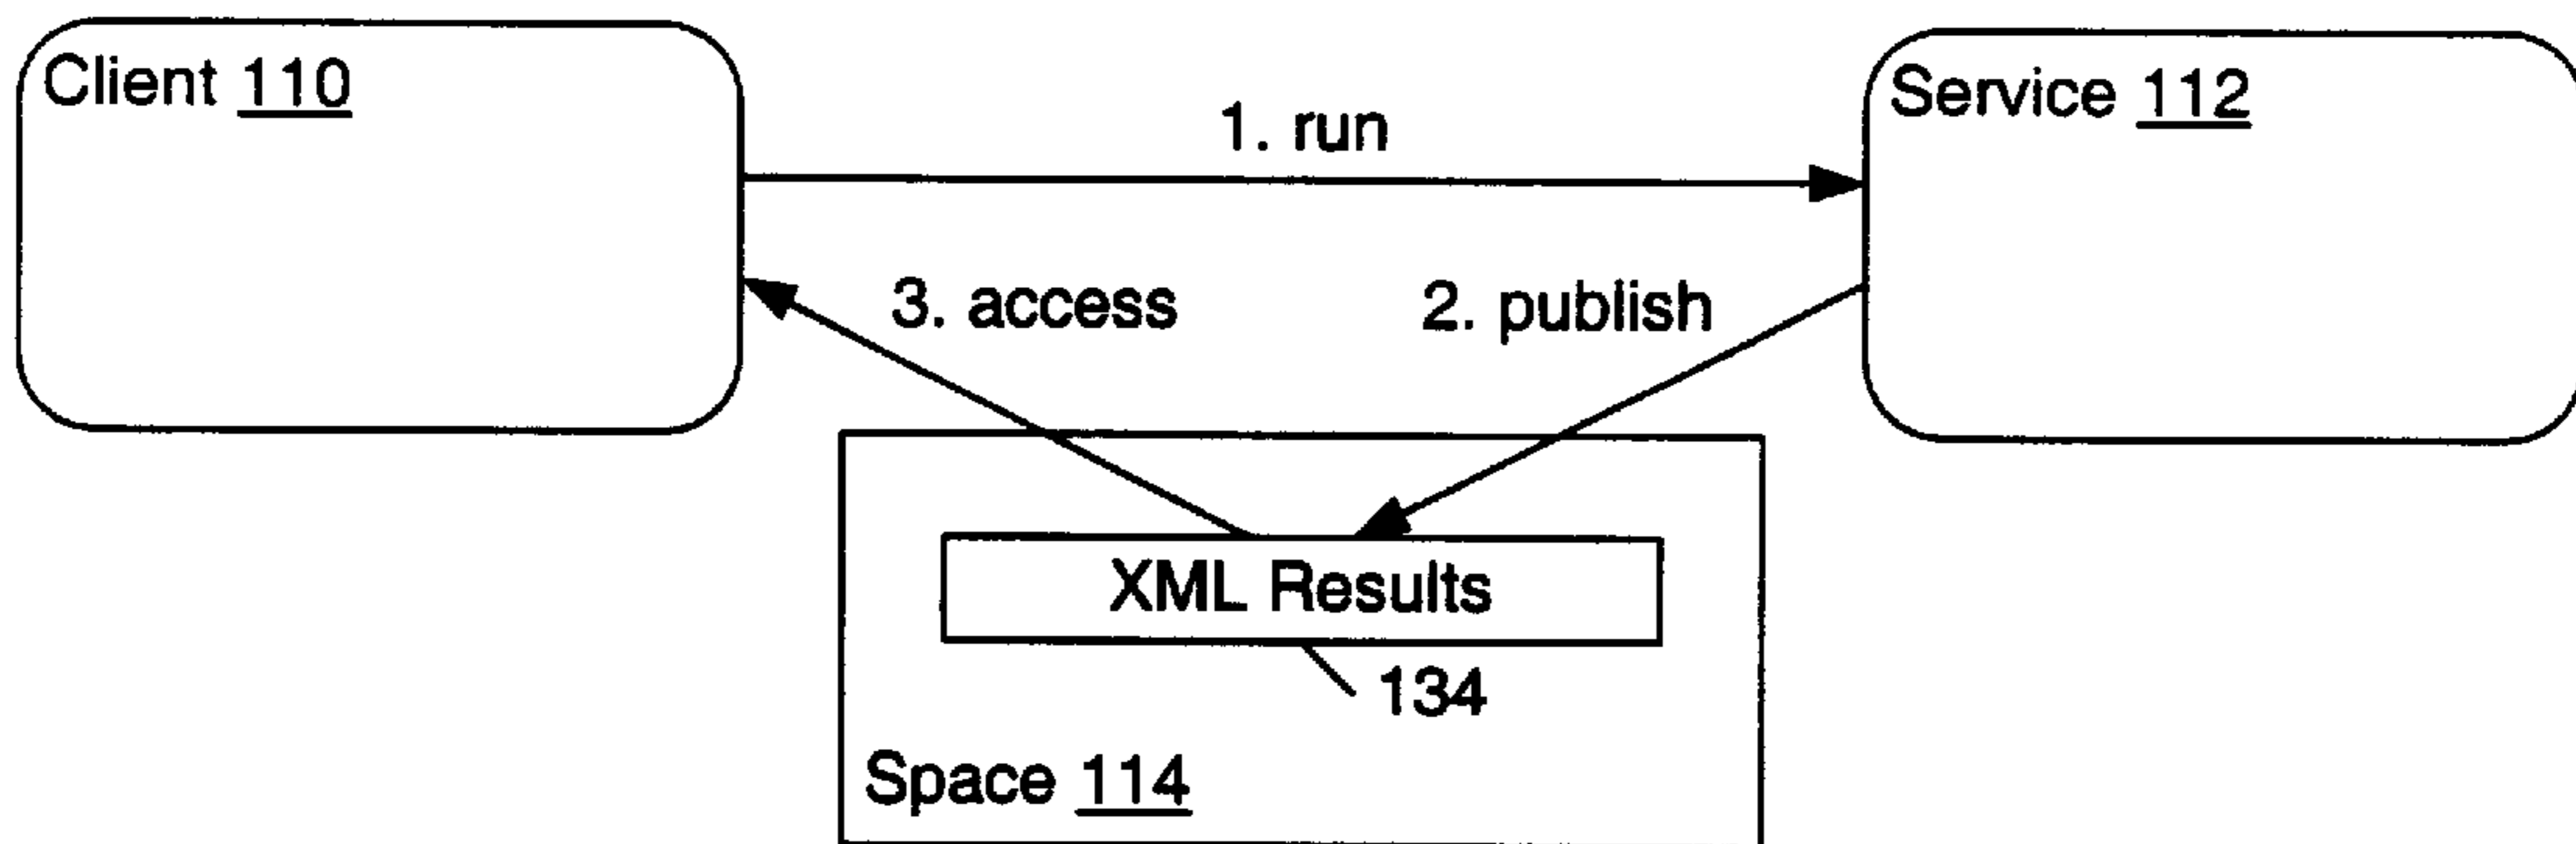 Client 110
Service 112
1. run
3. access
2. publish
XML Results
134
Space 114